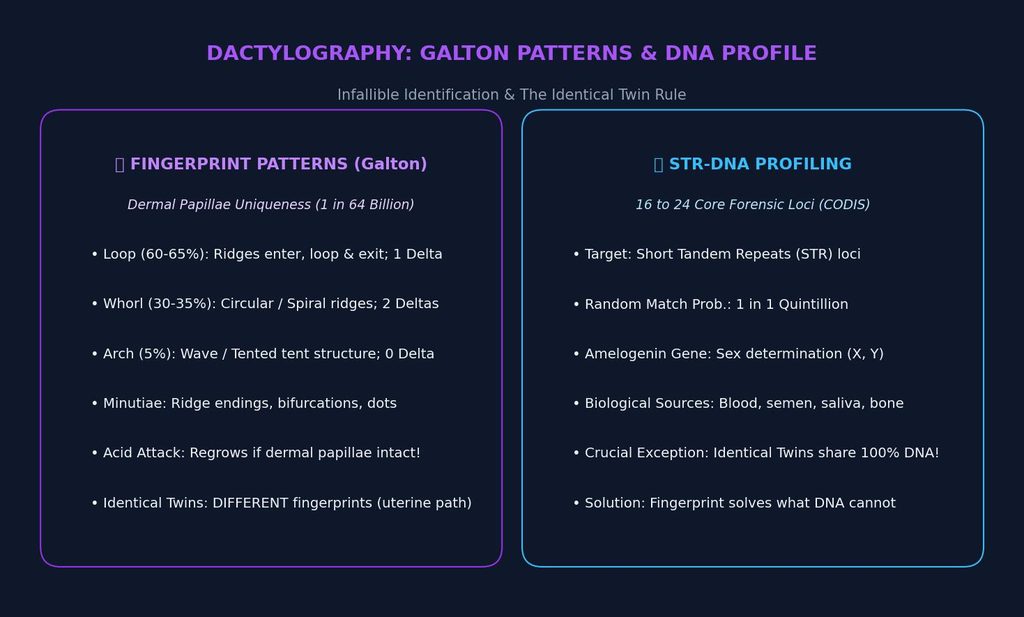 DACTYLOGRAPHY: GALTON PATTERNS & DNA PROFILE
Infallible Identification & The Identical Twin Rule
FINGERPRINT PATTERNS (Galton)
Dermal Papillae Uniqueness (1 in 64 Billion)
• Loop (60-65%): Ridges enter, loop & exit; 1 Delta
• Whorl (30-35%): Circular / Spiral ridges; 2 Deltas
• Arch (5%): Wave / Tented tent structure; 0 Delta
• Minutiae: Ridge endings, bifurcations, dots
• Acid Attack: Regrows if dermal papillae intact!
• Identical Twins: DIFFERENT fingerprints (uterine path)
STR-DNA PROFILING
16 to 24 Core Forensic Loci (CODIS)
• Target: Short Tandem Repeats (STR) loci
• Random Match Prob.: 1 in 1 Quintillion
• Amelogenin Gene: Sex determination (X, Y)
• Biological Sources: Blood, semen, saliva, bone
• Crucial Exception: Identical Twins share 100% DNA!
• Solution: Fingerprint solves what DNA cannot